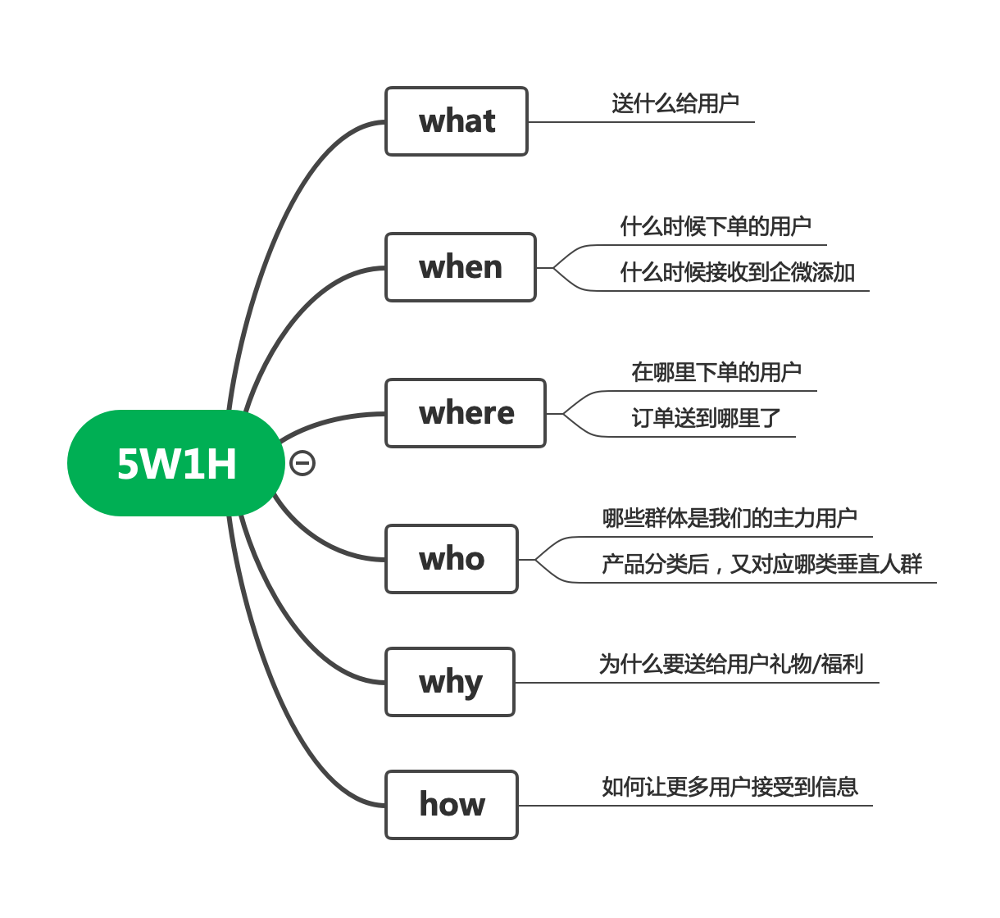 what
送什么给用户
when
什么时候下单的用户
什么时候接收到企微添加
where
在哪里下单的用户
订单送到哪里了
5W1H
who
哪些群体是我们的主力用户
产品分类后，又对应哪类垂直人群
why
为什么要送给用户礼物/福利
how
如何让更多用户接受到信息